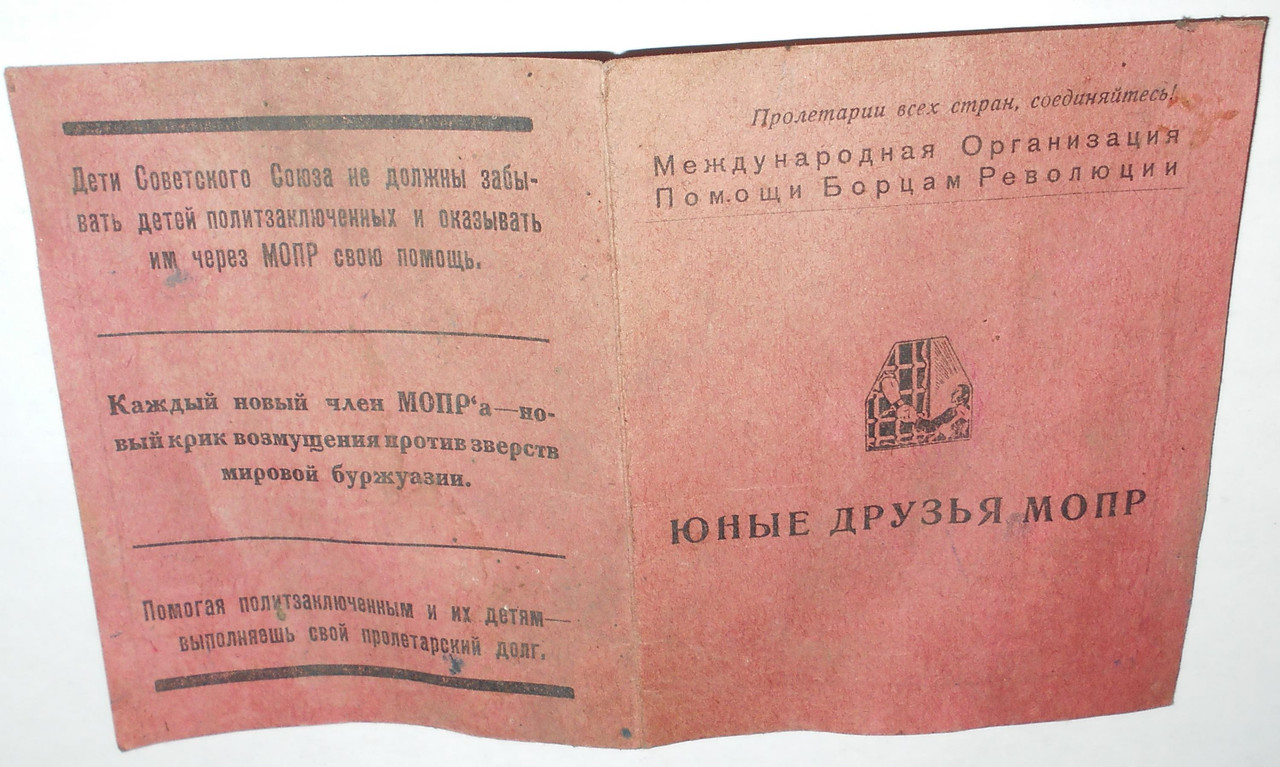 Дети Советского Союза не должны забы-
вать детей политзаключенных и оказывать
им через МОПР свою помощь.
Каждый новый член МОПР‘а—но-
вый крик возмущения против зверств
мировой буржуазии.
Помогая политзаключенным и их детям—
выполняешь свой пролетарский долг.
Пролетарии всех стран, соединяйтесь!
Международная Организация
Помощи Борцам Революции
ЮНЫЕ ДРУЗЬЯ МОПР